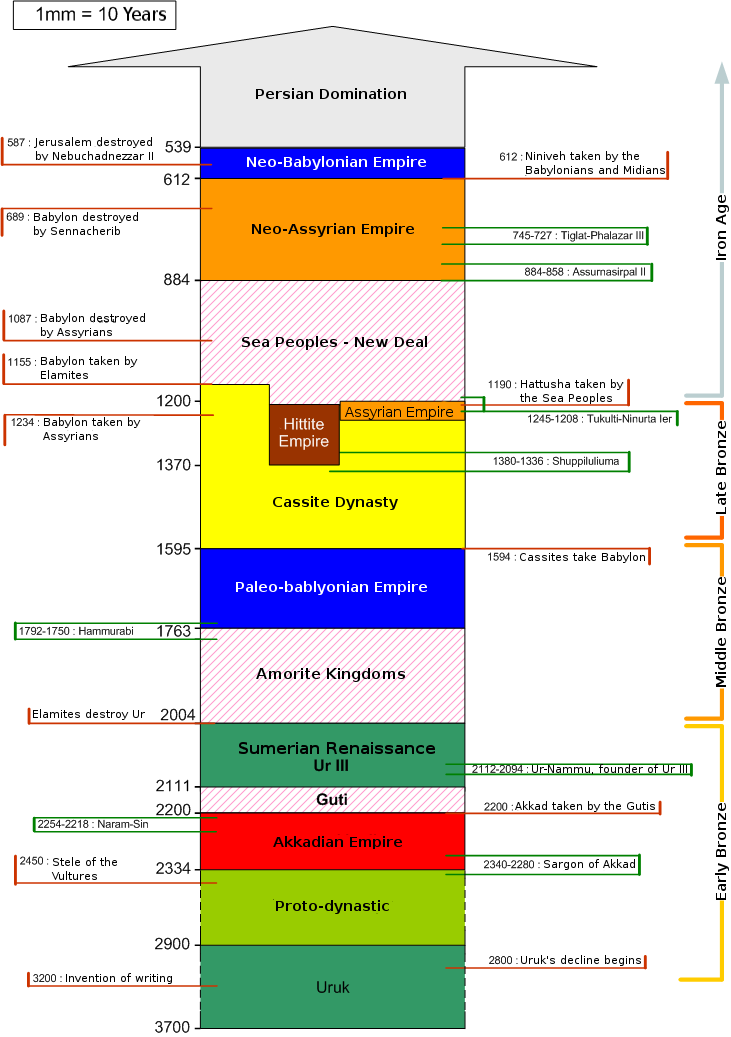 1mm = 10 Years
Persian Domination
539
587 : Jerusalem destroyed
by Nebuchadnezzar II
Neo-Babylonian Empire
612 : Niniveh taken by the
Babylonians and Midians
612
689 : Babylon destroyed
by Sennacherib
Neo-Assyrian Empire
745-727 : Tiglat-Phalazar III
884-858 : Assurnasirpal II
884
Iron Age
1087 : Babylon destroyed
by Assyrians
Sea Peoples - New Deal
1155 : Babylon taken by
Elamites
1190 : Hattusha taken by
the Sea Peoples
1200
1234 : Babylon taken by
Assyrians
Assyrian Empire
1245-1208 : Tukulti-Ninurta Ier
Hittite
Empire
1370
1380-1336 : Shuppiluliuma
Late Bronze
Cassite Dynasty
1595
1594 : Cassites take Babylon
Paleo-bablyonian Empire
1792-1750 : Hammurabi
1763
Middle Bronze
Amorite Kingdoms
Elamites destroy Ur
2004
Sumerian Renaissance
Ur III
2112-2094 : Ur-Nammu, founder of Ur III
2111
Guti
2200
2200 : Akkad taken by the Gutis
2254-2218 : Naram-Sin
Akkadian Empire
2340-2280 : Sargon of Akkad
2334
Early Bronze
2450 : Stele of the
Vultures
Proto-dynastic
2900
2800 : Uruk's decline begins
3200 : Invention of writing
Uruk
3700